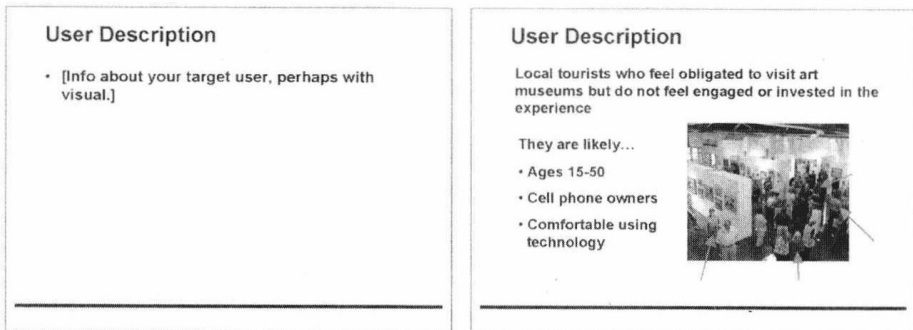 User Description
• [Info about your target user, perhaps with
visual.]
User Description
Local tourists who feel obligated to visit art
museums but do not feel engaged or invested in the
experience
They are likely…
• Ages 15-50
• Cell phone owners
• Comfortable using
technology